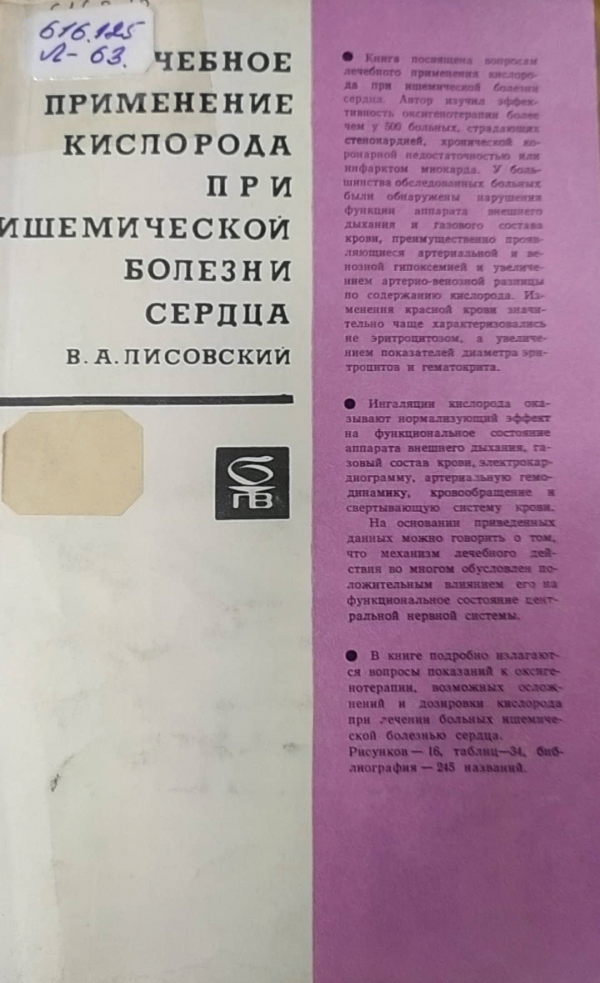 616.125
Л-63.
ЧЕБНОЕ
ПРИМЕНЕНИЕ
КИСЛОРОДА
ПРИ
ИШЕМИЧЕСКОЙ
БОЛЕЗНИ
СЕРДЦА
В. А. ЛИСОВСКИЙ
БПВ
● Книга посвящена вопросам
лечебного применения кислоро-
да при ишемической болезни
сердца. Автор изучил эффек-
тивность оксигенотерапии более
чем у 500 больных, страдающих
стенокардией, хронической ко-
ронарной недостаточностью или
инфарктом миокарда. У боль-
шинства обследованных больных
были обнаружены нарушения
функции аппарата внешнего
дыхания и газового состава
крови, преимущественно прояв-
ляющиеся артериальной и ве-
нозной гипоксемией и увеличе-
нием артерио-венозной разницы
по содержанию кислорода. Из-
менения красной крови значи-
тельно чаще характеризовались
не эритроцитозом, а увеличе-
нием показателей диаметра эри-
троцитов и гематокрита.
● Ингаляции кислорода ока-
зывают нормализующий эффект
на функциональное состояние
аппарата внешнего дыхания, га-
зовый состав крови, электрокар-
диограмму, артериальную гемо-
динамику, кровообращение и
свертывающую систему крови.
На основании приведенных
данных можно говорить о том,
что механизм лечебного дей-
ствия во многом обусловлен по-
ложительным влиянием его на
функциональное состояние цент-
ральной нервной системы.
● В книге подробно излагают-
ся вопросы показаний к оксиге-
нотерапии, возможных ослож-
нений и дозировки кислорода
при лечении больных ишемиче-
ской болезнью сердца.
Рисунков — 16, таблиц—34, биб-
лиография — 245 названий.